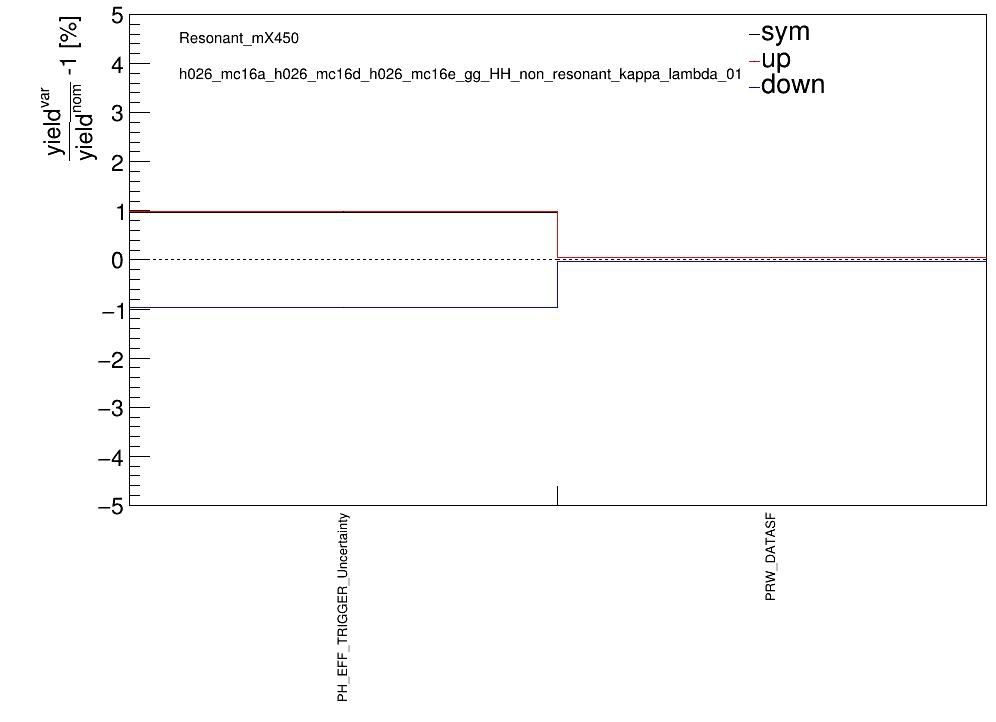 yield^var
yield^nom -1 [%]
5
4
3
2
1
0
−1
−2
−3
−4
−5
Resonant_mX450
h026_mc16a_h026_mc16d_h026_mc16e_gg_HH_non_resonant_kappa_lambda_01
sym
up
down
PH_EFF_TRIGGER_Uncertainty
PRW_DATASF